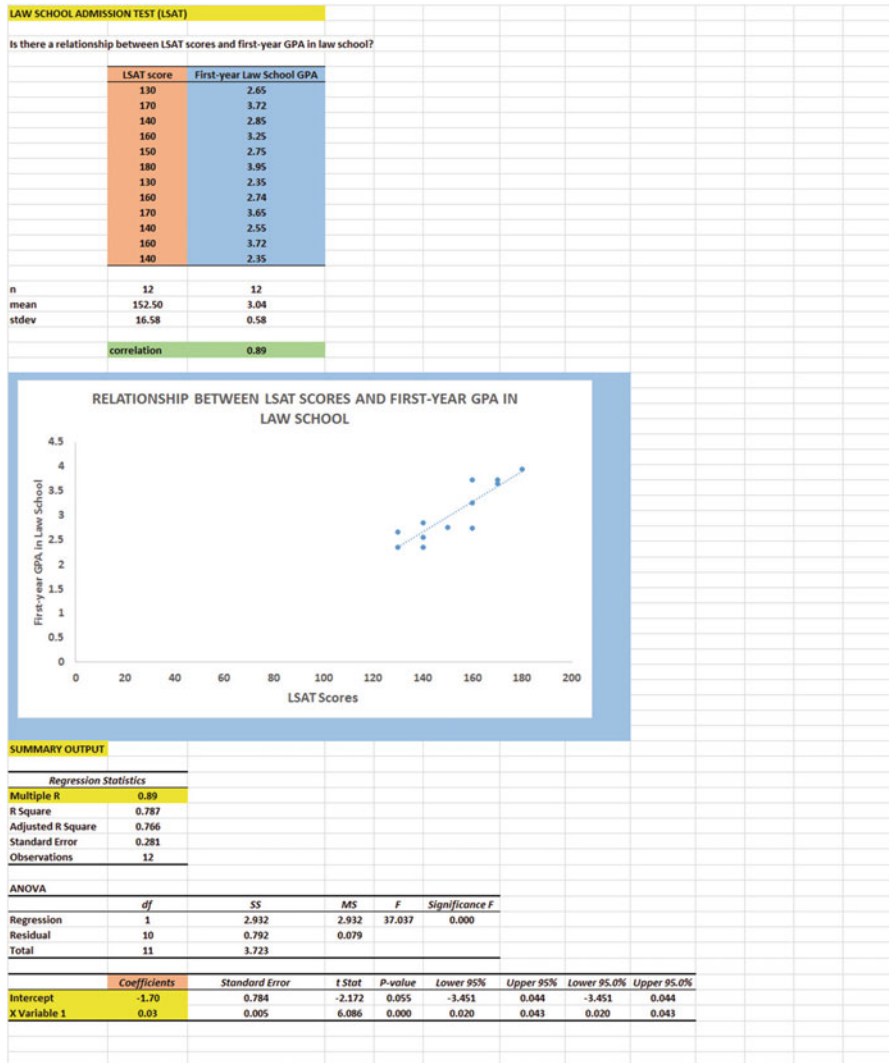 LAW SCHOOL ADMISSION TEST (LSAT)
Is there a relationship between LSAT scores and first-year GPA in law school?
LSAT score First-year Law School GPA
130 2.65
170 3.72
140 2.85
160 3.25
150 2.75
180 3.95
130 2.35
160 2.74
170 3.65
140 2.55
160 3.72
140 2.35
n 12 12
mean 152.50 3.04
stdev 16.58 0.58
correlation 0.89
RELATIONSHIP BETWEEN LSAT SCORES AND FIRST-YEAR GPA IN
LAW SCHOOL
First-year GPA in Law School
4.5
4
3.5
3
2.5
2
1.5
1
0.5
0
0 20 40 60 80 100 120 140 160 180 200
LSAT Scores
SUMMARY OUTPUT
Regression Statistics
Multiple R 0.89
R Square 0.787
Adjusted R Square 0.766
Standard Error 0.281
Observations 12
ANOVA
df SS MS F Significance F
Regression 1 2.932 2.932 37.037 0.000
Residual 10 0.792 0.079
Total 11 3.723
Coefficients Standard Error t Stat P-value Lower 95% Upper 95% Lower 95.0% Upper 95.0%
Intercept -1.70 0.784 -2.172 0.055 -3.451 0.044 -3.451 0.044
X Variable 1 0.03 0.005 6.086 0.000 0.020 0.043 0.020 0.043